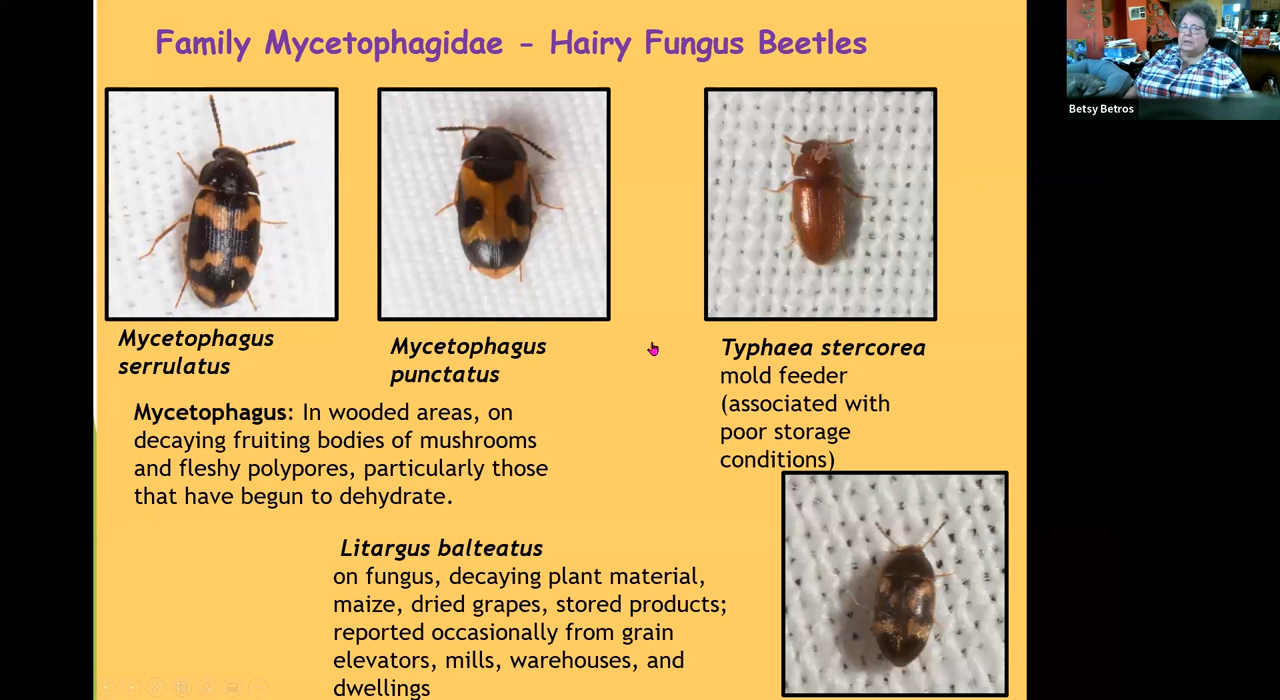 Family Mycetophagidae - Hairy Fungus Beetles
Betsy Betros
Mycetophagus
serrulatus
Mycetophagus
punctatus
Typhaea stercorea
mold feeder
(associated with
poor storage
conditions)
Mycetophagus: In wooded areas, on
decaying fruiting bodies of mushrooms
and fleshy polypores, particularly those
that have begun to dehydrate.
Litargus balteatus
on fungus, decaying plant material,
maize, dried grapes, stored products;
reported occasionally from grain
elevators, mills, warehouses, and
dwellings